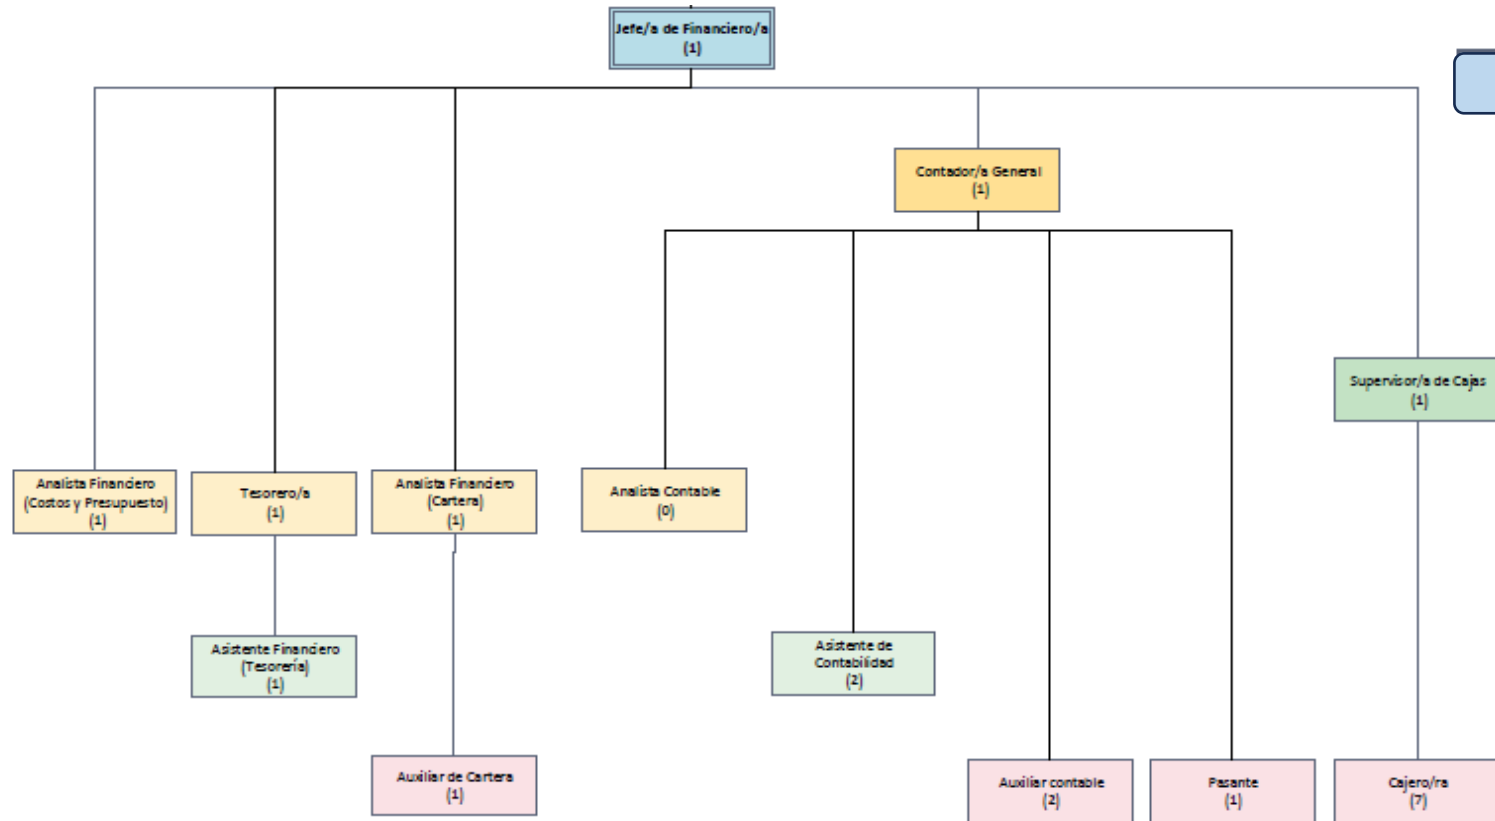 Jefe/a de Financiero/a
(1)
Contador/a General
(1)
Supervisor/a de Cajas
(1)
Analista Financiero
(Costos y Presupuesto)
(1)
Tesorero/a
(1)
Analista Financiero
(Cartera)
(1)
Analista Contable
(0)
Asistente Financiero
(Tesorería)
(1)
Asistente de
Contabilidad
(2)
Auxiliar de Cartera
(1)
Auxiliar contable
(2)
Pasante
(1)
Cajero/ra
(7)